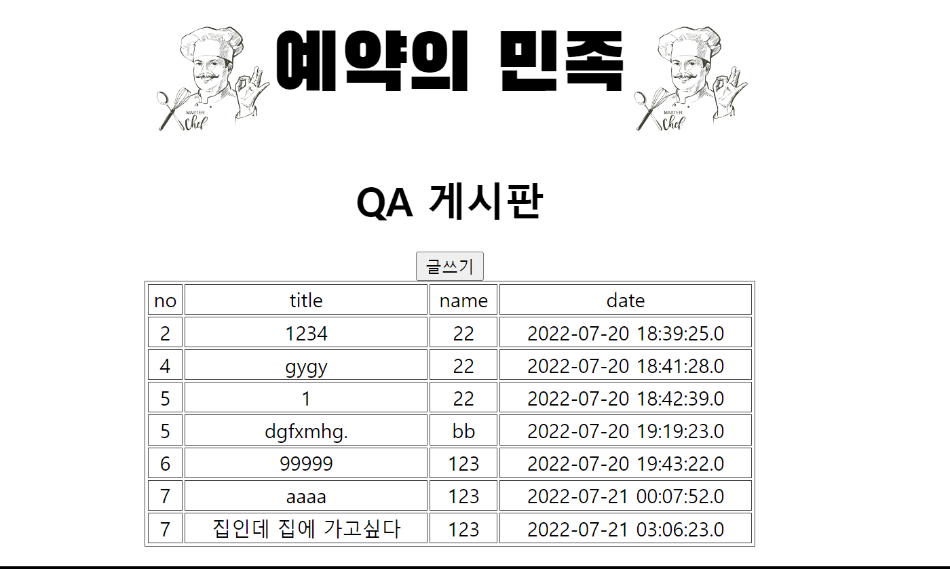 예약의 민족
MASTER
Chef
MASTER
Chef
QA 게시판
글쓰기
no title name date
2 1234 22 2022-07-20 18:39:25.0
4 gygy 22 2022-07-20 18:41:28.0
5 1 22 2022-07-20 18:42:39.0
5 dgfxmhg. bb 2022-07-20 19:19:23.0
6 99999 123 2022-07-20 19:43:22.0
7 aaaa 123 2022-07-21 00:07:52.0
7 집인데 집에 가고싶다 123 2022-07-21 03:06:23.0